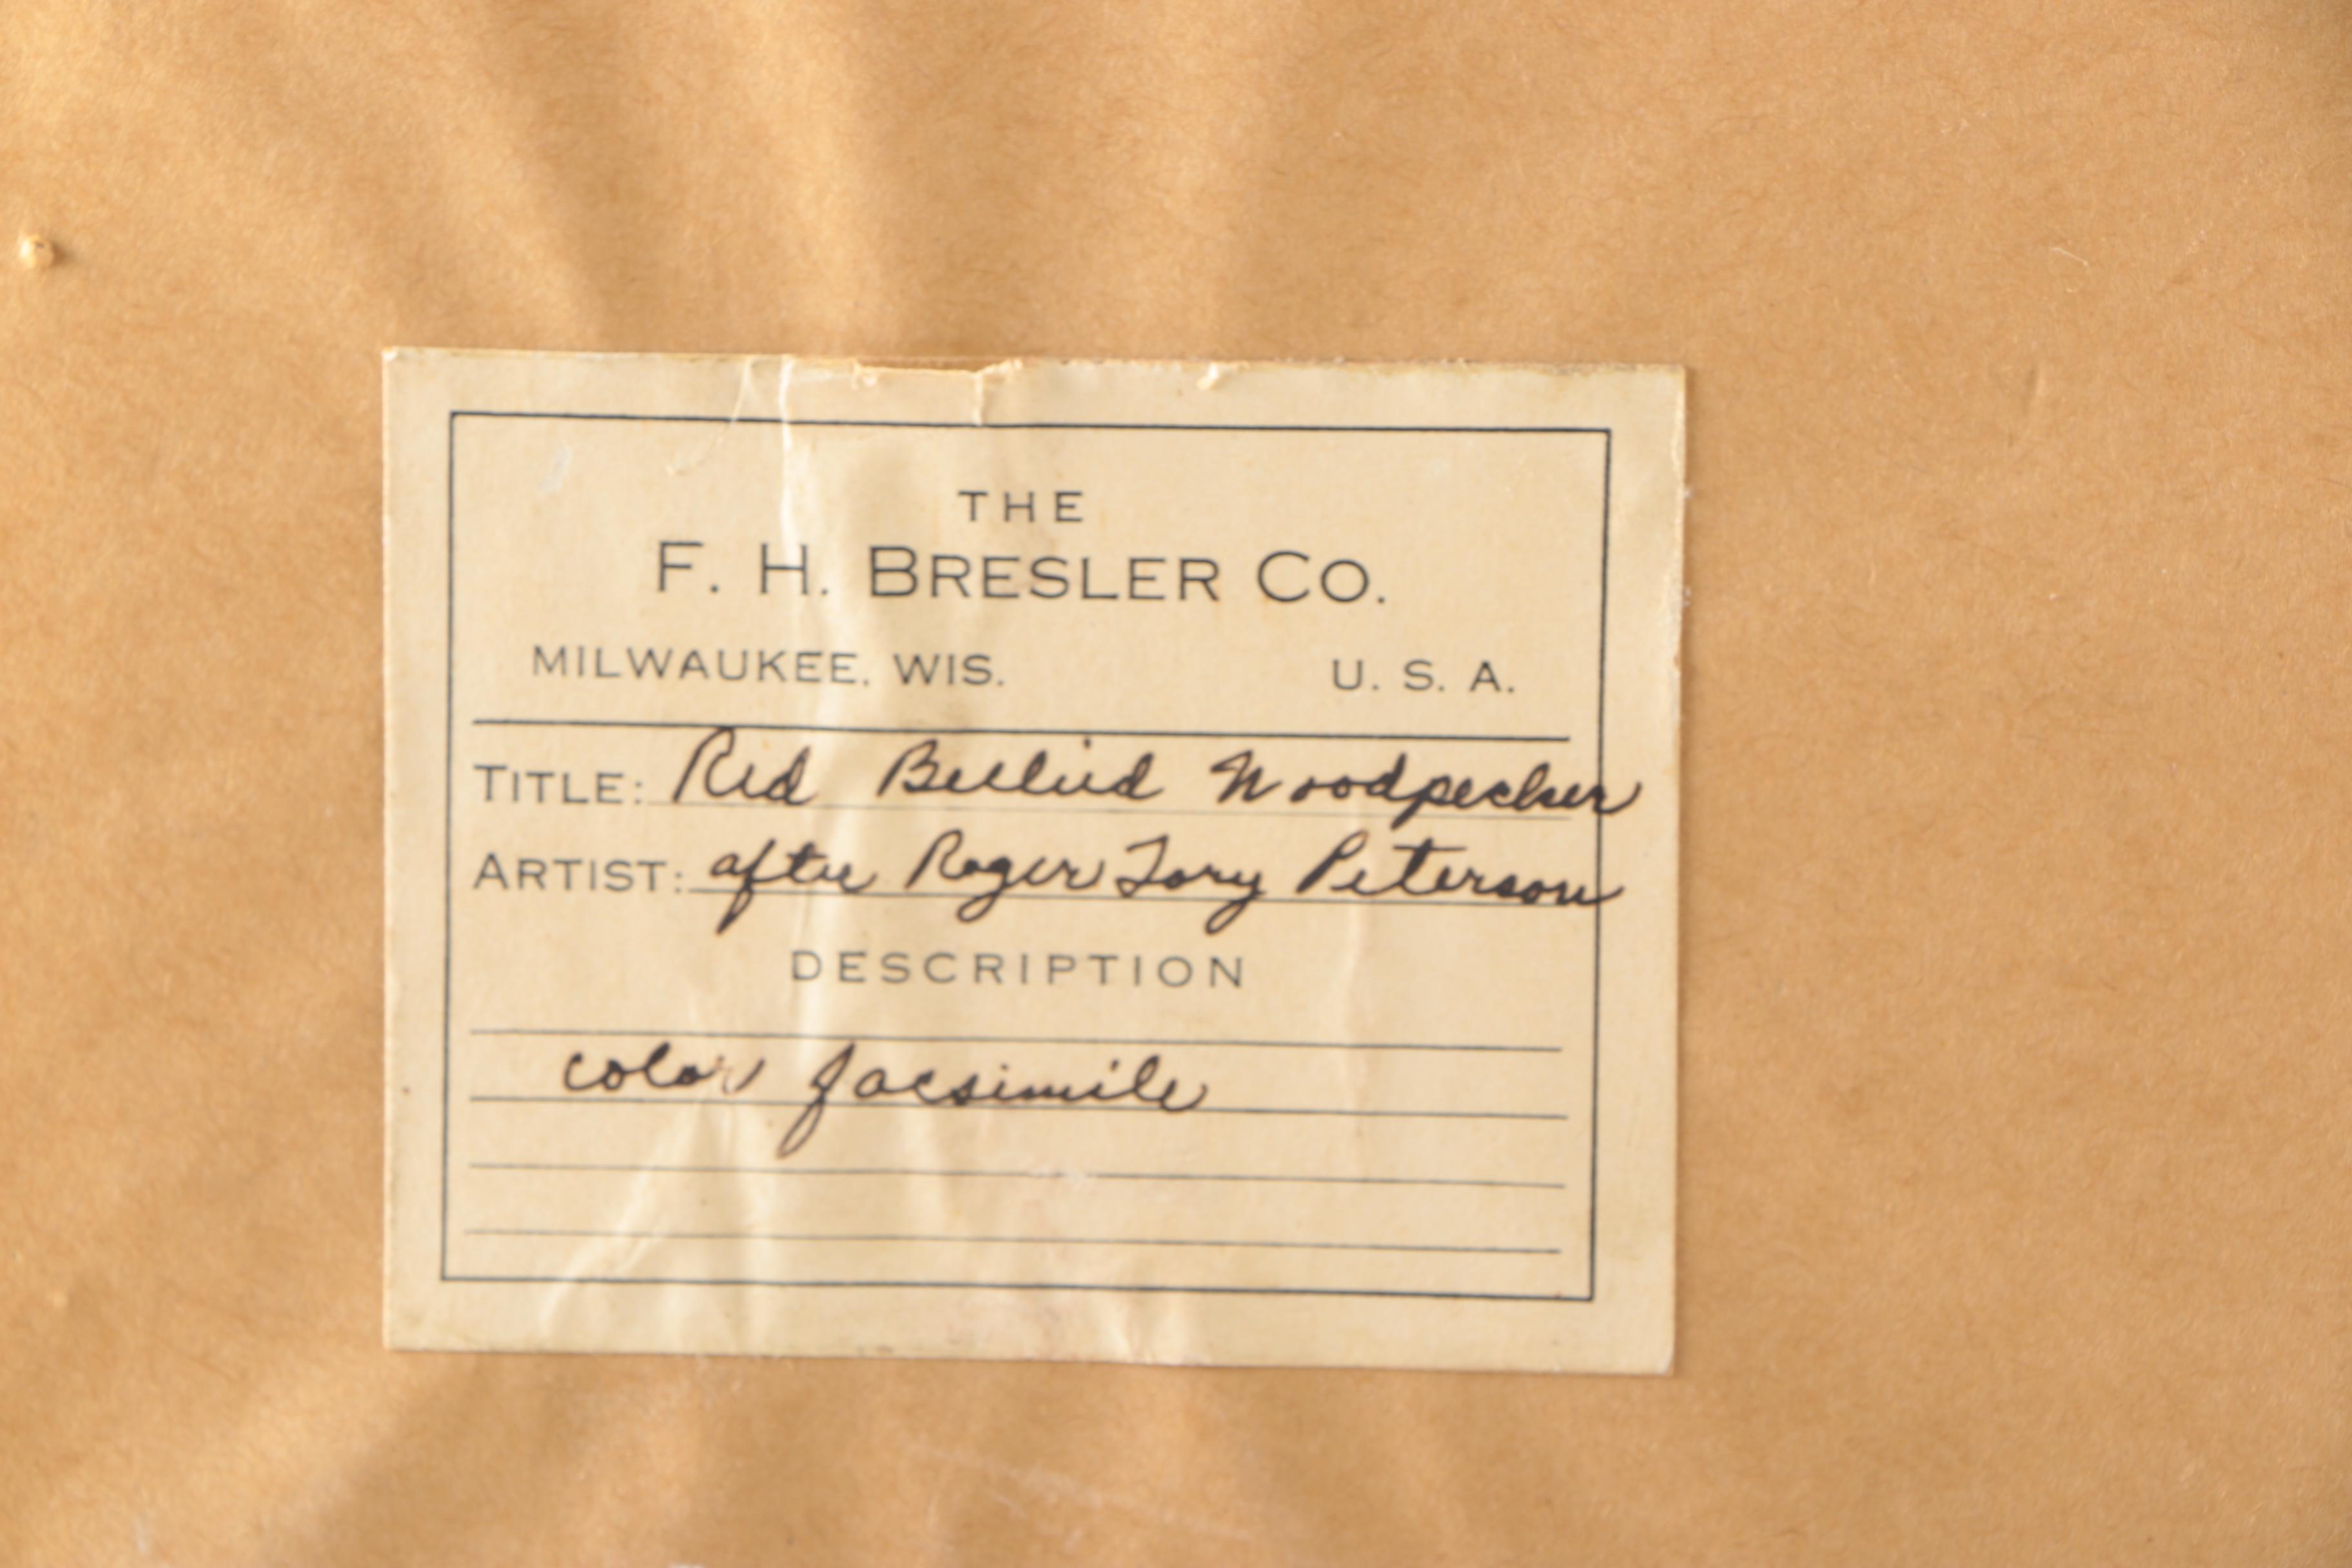 THE
F. H. BRESLER CO.
MILWAUKEE, WIS. U. S. A.
TITLE: Red Bellied Woodpecker
ARTIST: after Roger Tory Peterson
DESCRIPTION
color facsimile